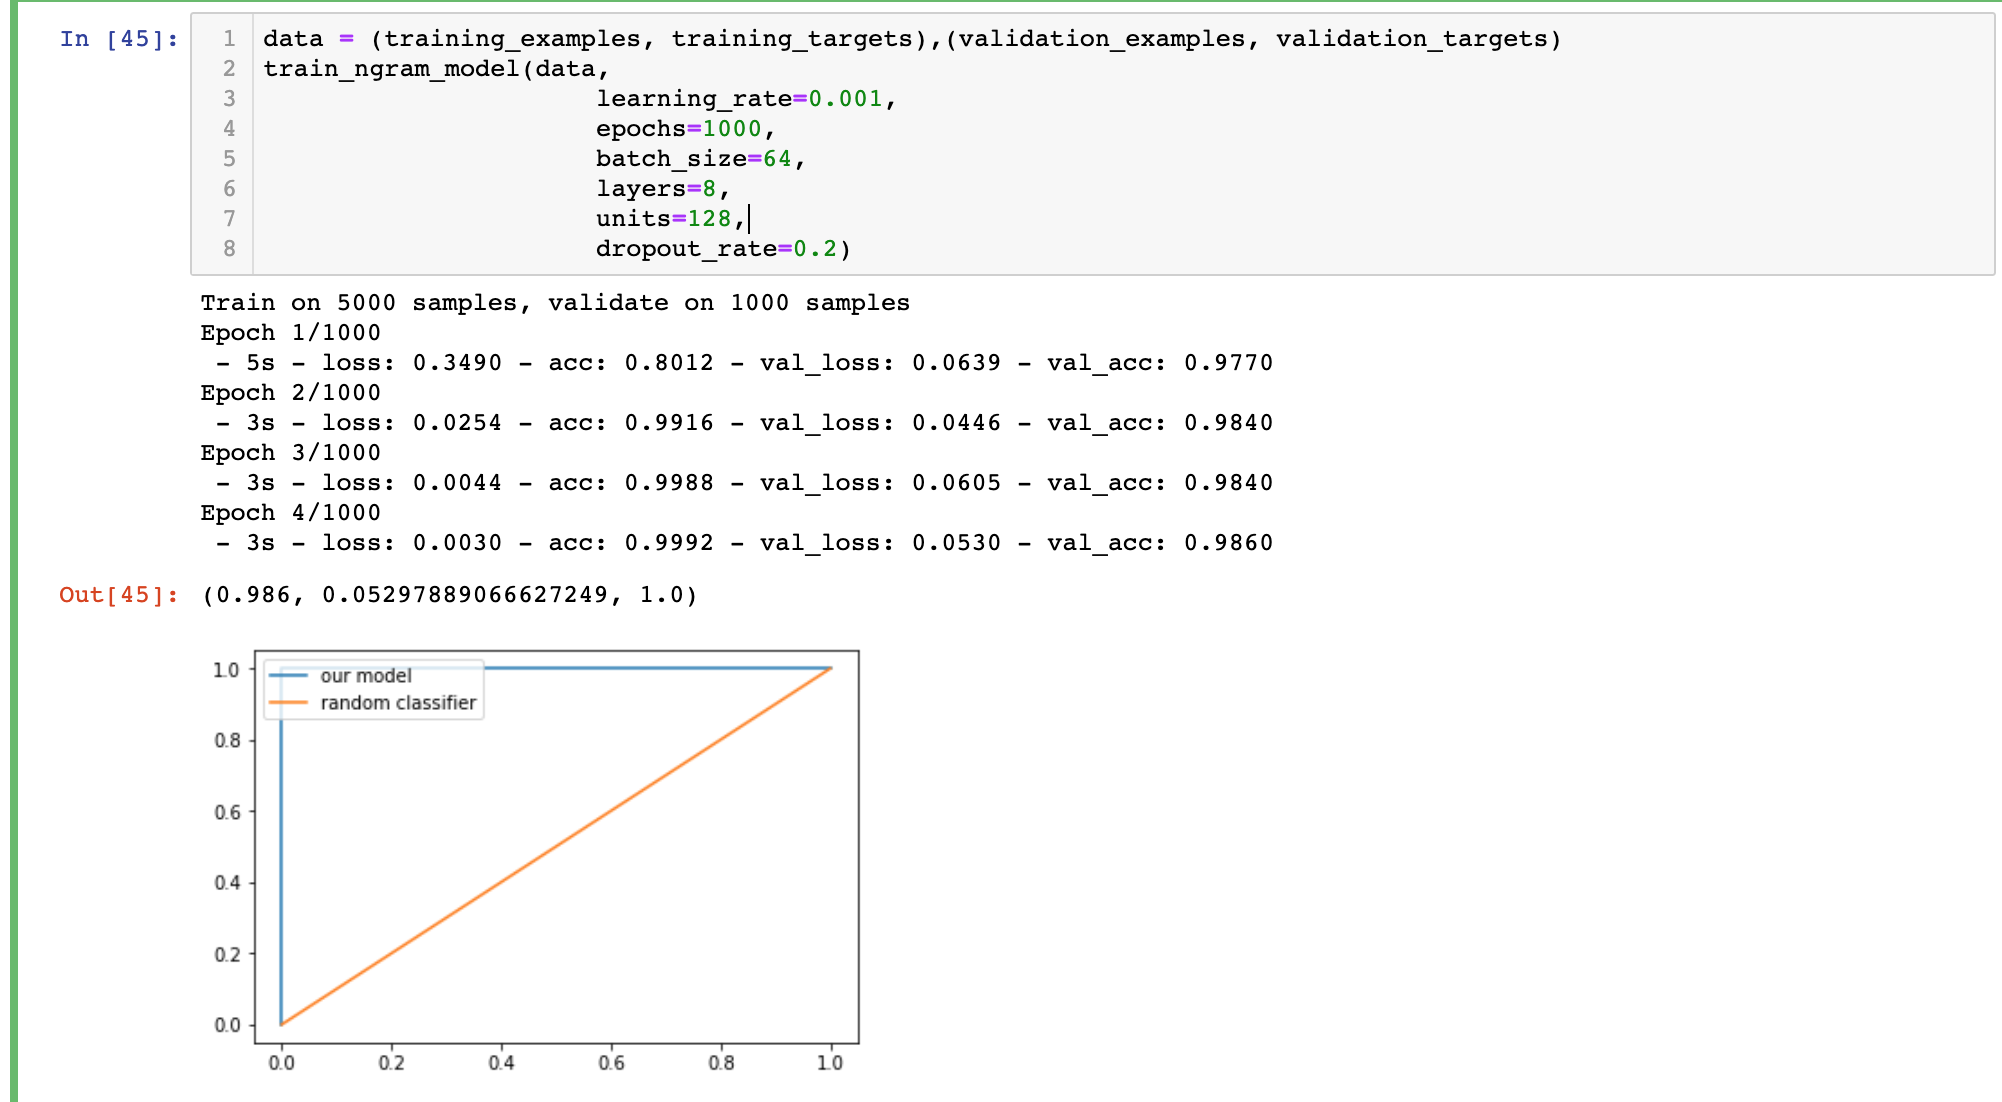 In [45]:
1 data = (training_examples, training_targets),(validation_examples, validation_targets)
2 train_ngram_model(data,
3 learning_rate=0.001,
4 epochs=1000,
5 batch_size=64,
6 layers=8,
7 units=128,
8 dropout_rate=0.2)
Train on 5000 samples, validate on 1000 samples
Epoch 1/1000
 - 5s - loss: 0.3490 - acc: 0.8012 - val_loss: 0.0639 - val_acc: 0.9770
Epoch 2/1000
 - 3s - loss: 0.0254 - acc: 0.9916 - val_loss: 0.0446 - val_acc: 0.9840
Epoch 3/1000
 - 3s - loss: 0.0044 - acc: 0.9988 - val_loss: 0.0605 - val_acc: 0.9840
Epoch 4/1000
 - 3s - loss: 0.0030 - acc: 0.9992 - val_loss: 0.0530 - val_acc: 0.9860
Out[45]: (0.986, 0.05297889066627249, 1.0)
our model
random classifier
1.0
0.8
0.6
0.4
0.2
0.0
0.0 0.2 0.4 0.6 0.8 1.0